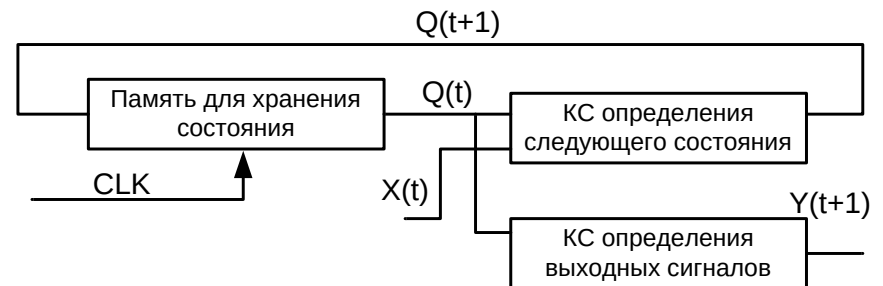 Q(t+1)
Память для хранения
состояния
Q(t)
КС определения
следующего состояния
CLK
X(t)
Y(t+1)
КС определения
выходных сигналов